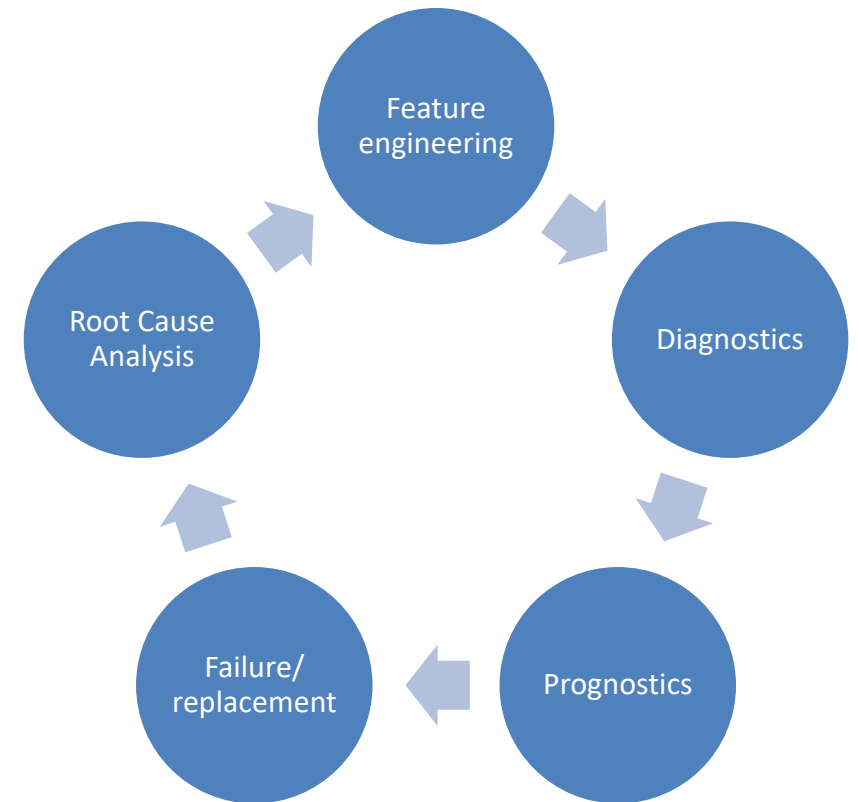 Feature
engineering
Diagnostics
Prognostics
Failure/
replacement
Root Cause
Analysis